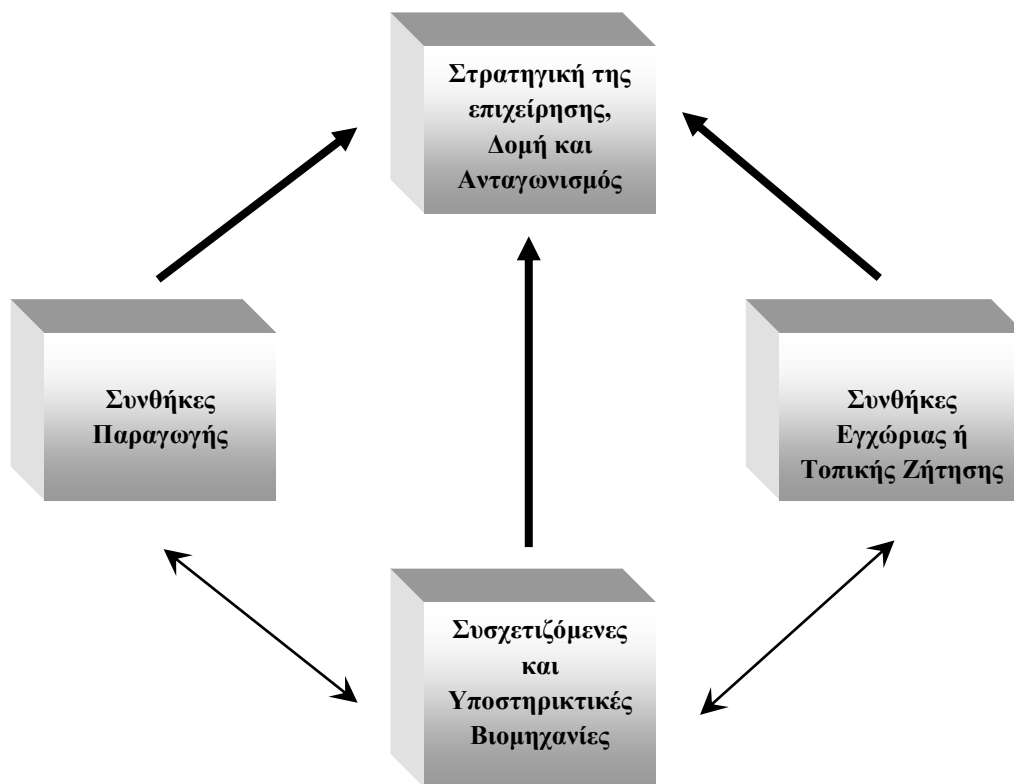 Στρατηγική της
επιχείρησης,
Δομή και
Ανταγωνισμός
Συνθήκες
Παραγωγής
Συνθήκες
Εγχώριας ή
Τοπικής Ζήτησης
Συσχετιζόμενες
και
Υποστηρικτικές
Βιομηχανίες